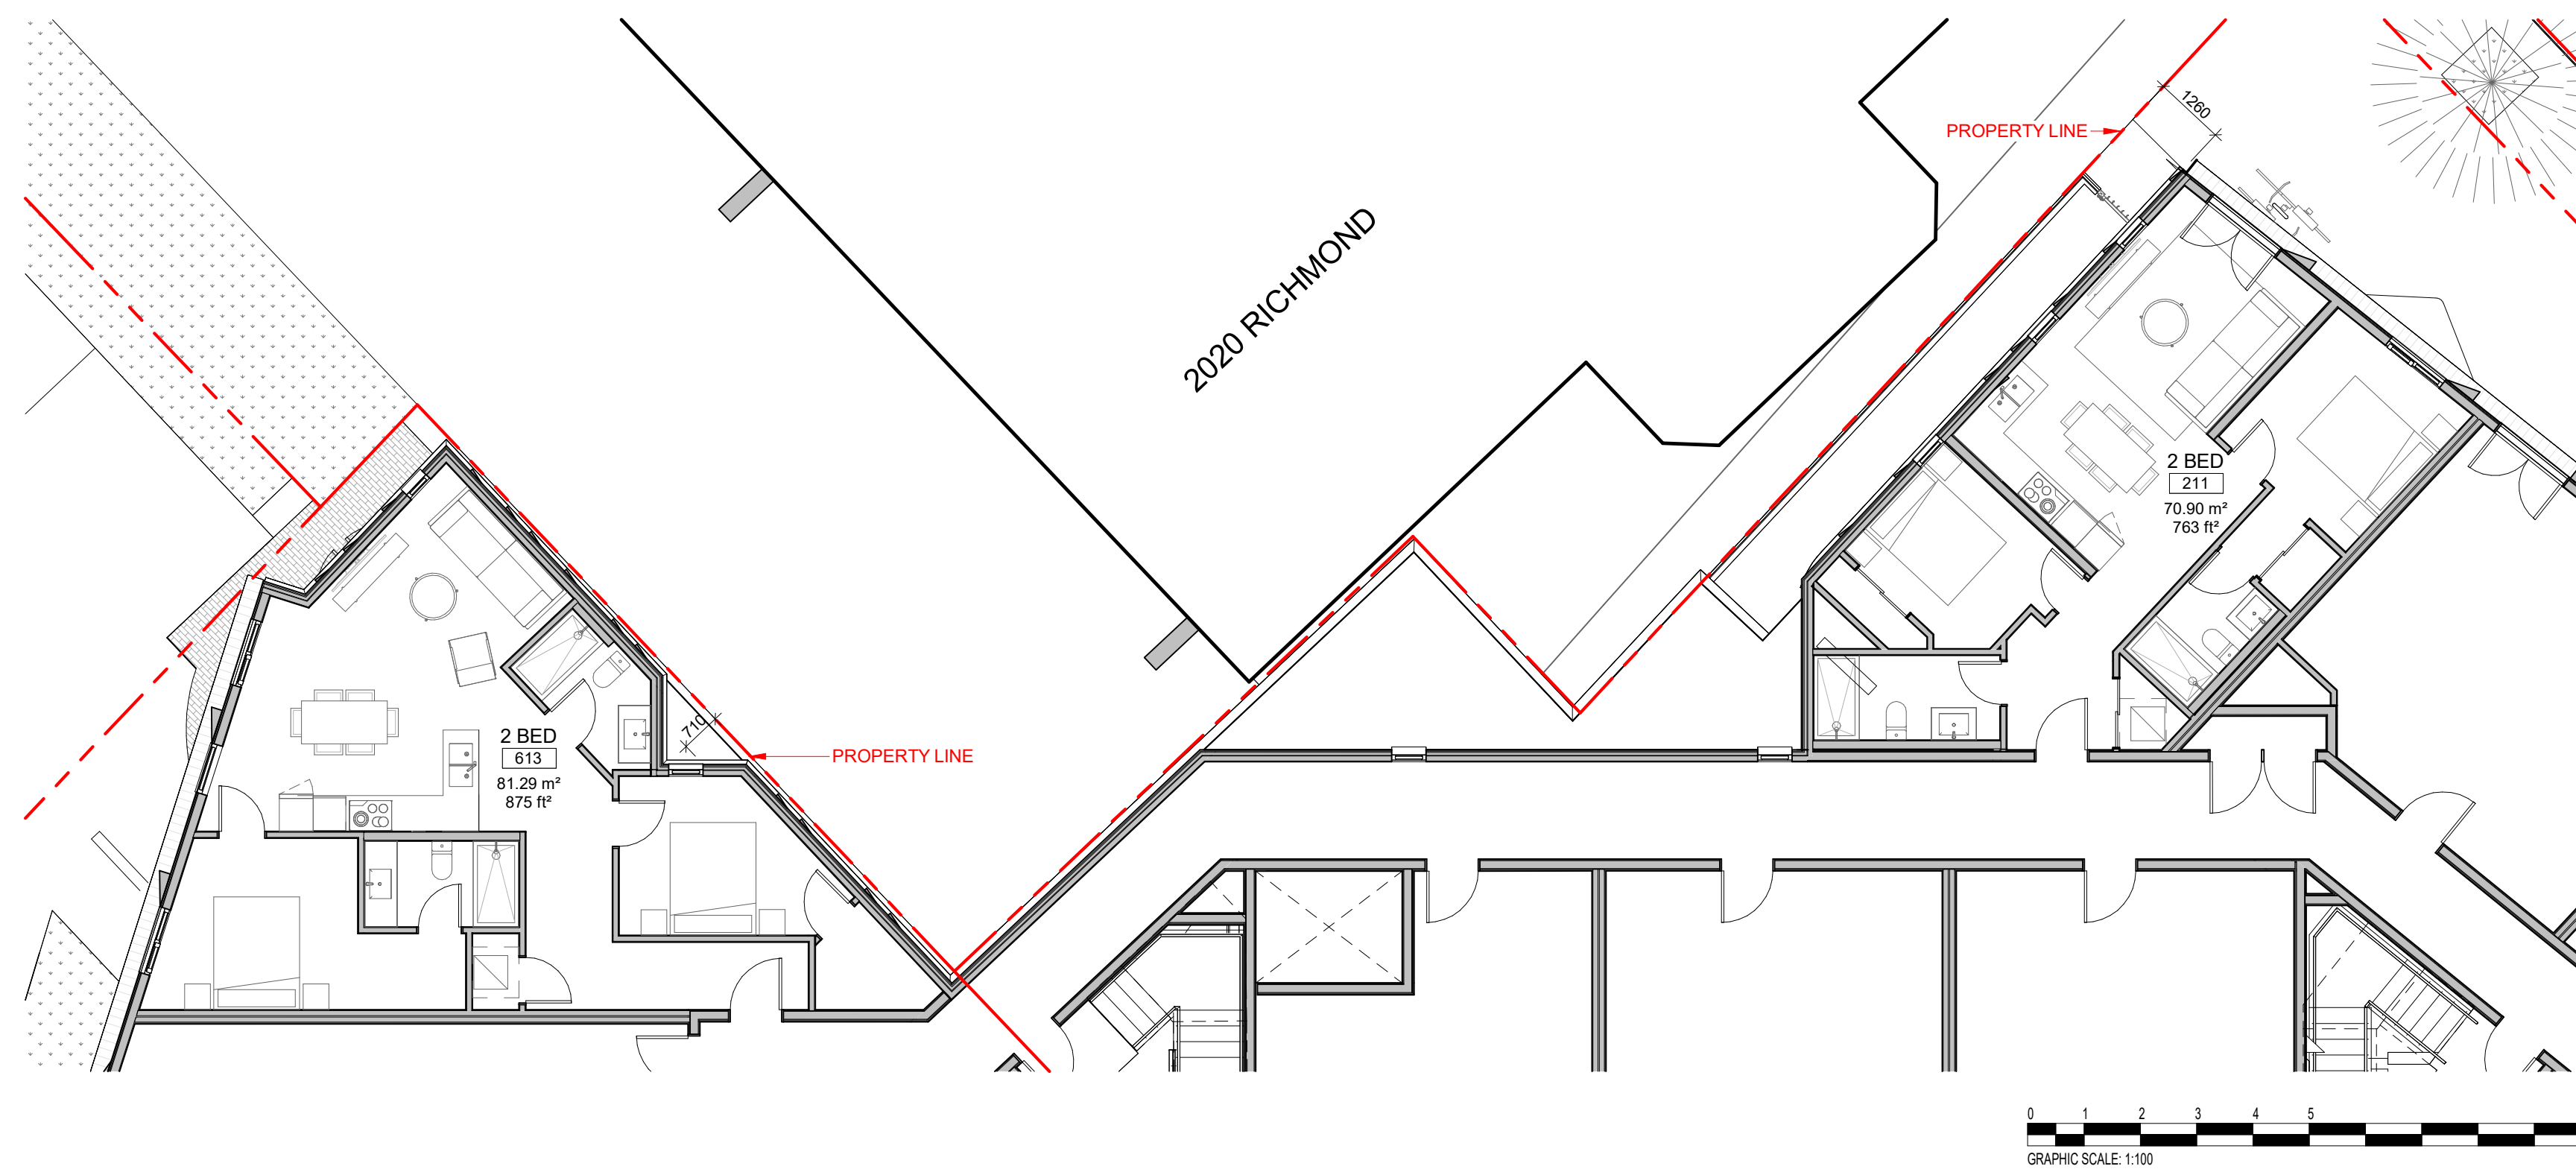 1260
PROPERTY LINE
2020 RICHMOND
2 BED
211
70.90 m²
763 ft²
710
2 BED
613
81.29 m²
875 ft²
PROPERTY LINE
0 1 2 3 4 5
GRAPHIC SCALE: 1:100